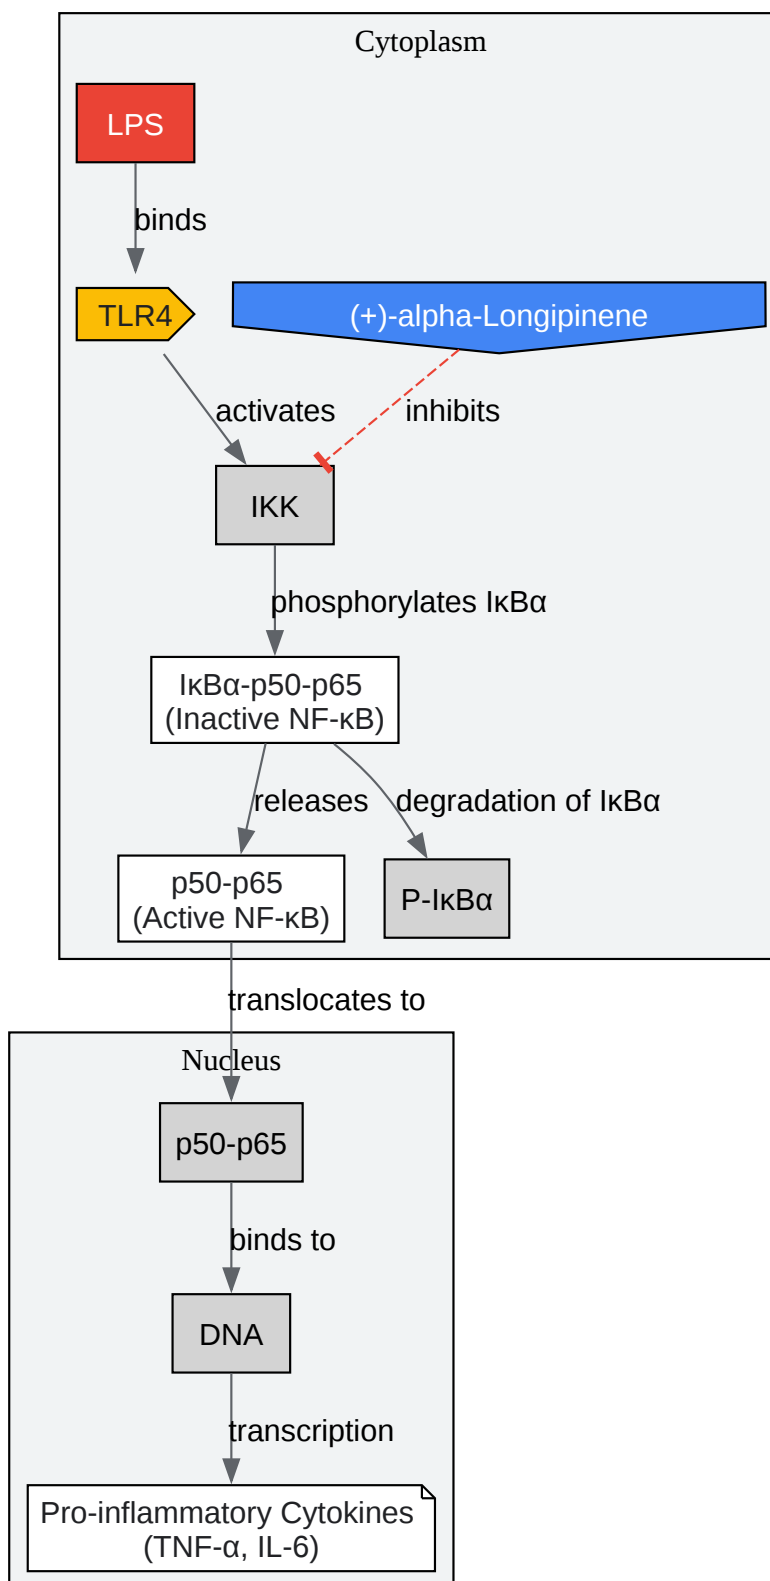 Cytoplasm
LPS
binds
TLR4
(+)-alpha-Longipinene
activates
inhibits
IKK
phosphorylates IκBα
IκBα-p50-p65
(Inactive NF-κB)
releases
degradation of IκBα
p50-p65
(Active NF-κB)
P-IκBα
translocates to
Nucleus
p50-p65
binds to
DNA
transcription
Pro-inflammatory Cytokines
(TNF-α, IL-6)